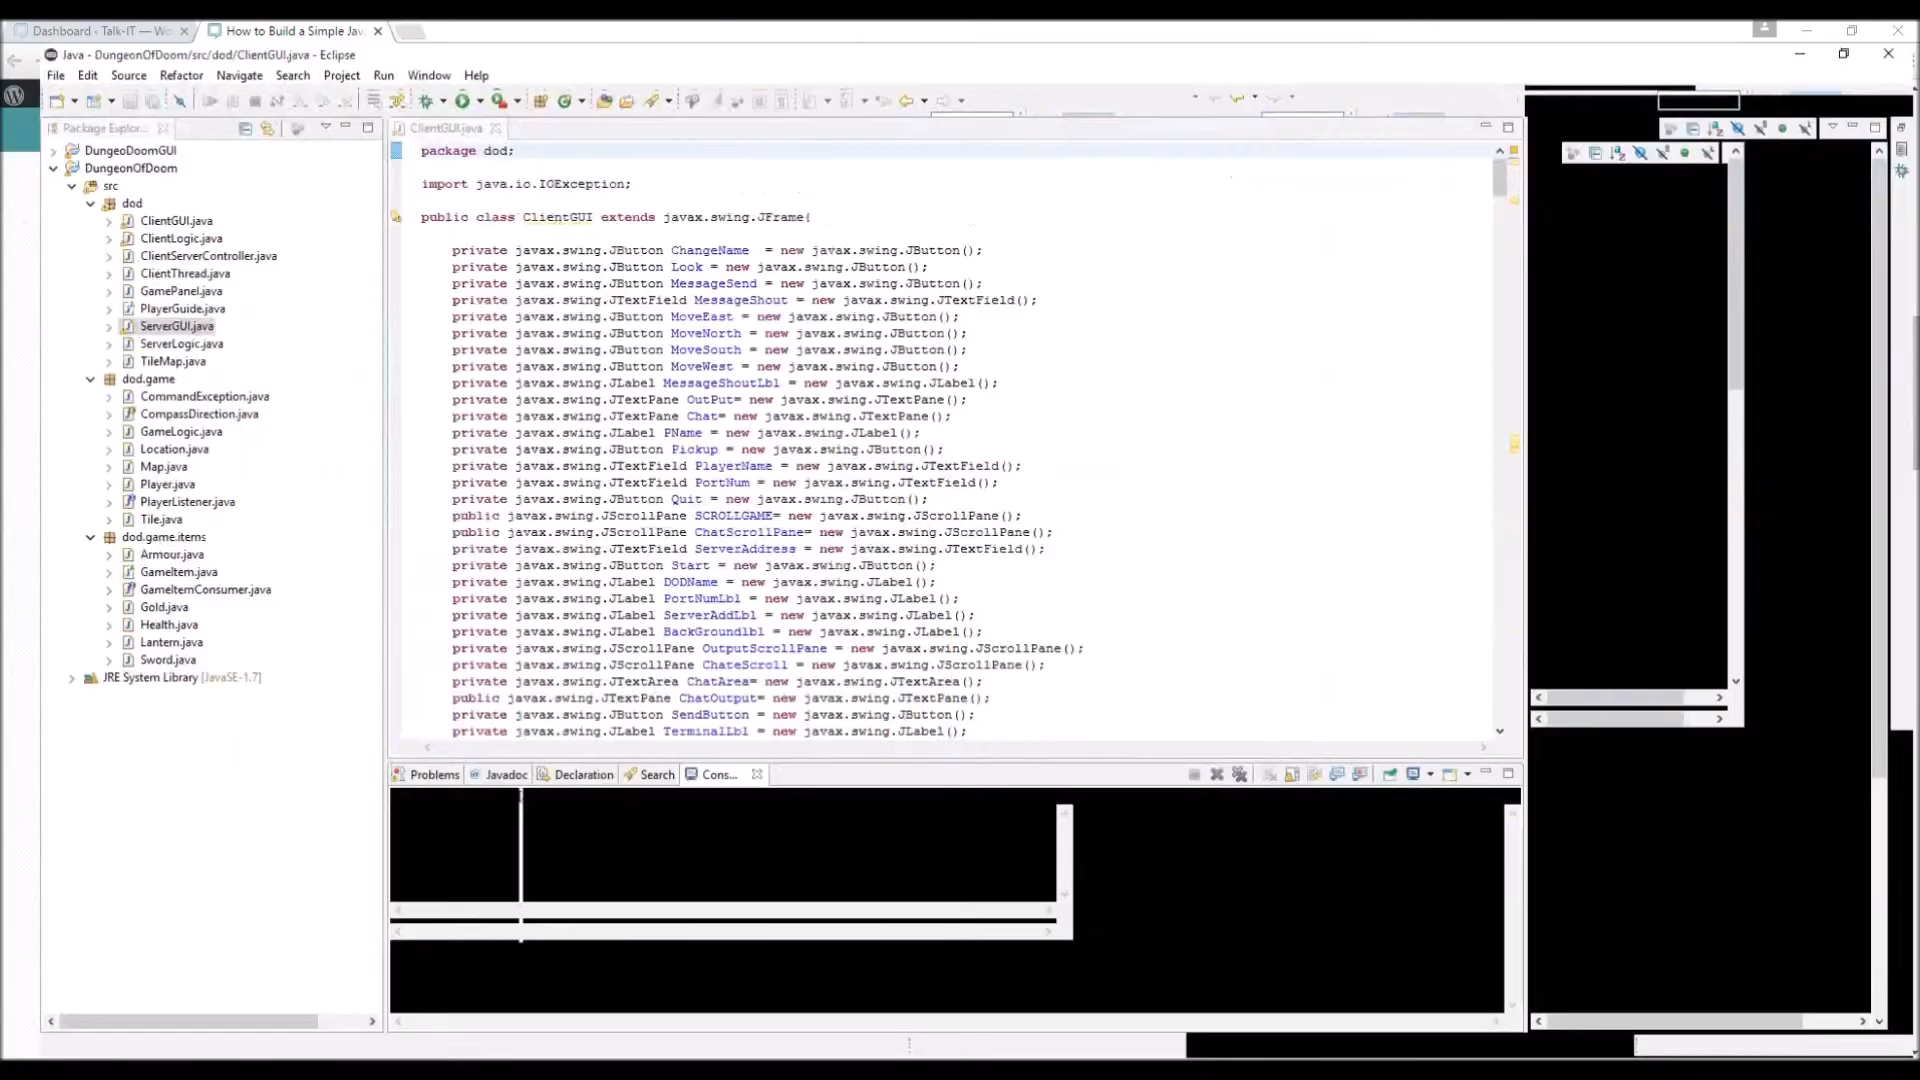 Dashboard ‹ Talk-IT — Wo
How to Build a Simple Jav
Java - DungeonOfDoom/src/dod/ClientGUI.java - Eclipse
File Edit Source Refactor Navigate Search Project Run Window Help
Package Explor...
DungeoDoomGUI
DungeonOfDoom
src
dod
ClientGUI.java
ClientLogic.java
ClientServerController.java
ClientThread.java
GamePanel.java
PlayerGuide.java
ServerGUI.java
ServerLogic.java
TileMap.java
dod.game
CommandException.java
CompassDirection.java
GameLogic.java
Location.java
Map.java
Player.java
PlayerListener.java
Tile.java
dod.game.items
Armour.java
GameItem.java
GameItemConsumer.java
Gold.java
Health.java
Lantern.java
Sword.java
JRE System Library [JavaSE-1.7]
ClientGUI.java
package dod;
import java.io.IOException;
public class ClientGUI extends javax.swing.JFrame{
private javax.swing.JButton ChangeName  = new javax.swing.JButton();
private javax.swing.JButton Look = new javax.swing.JButton();
private javax.swing.JButton MessageSend = new javax.swing.JButton();
private javax.swing.JTextField MessageShout = new javax.swing.JTextField();
private javax.swing.JButton MoveEast = new javax.swing.JButton();
private javax.swing.JButton MoveNorth = new javax.swing.JButton();
private javax.swing.JButton MoveSouth = new javax.swing.JButton();
private javax.swing.JButton MoveWest = new javax.swing.JButton();
private javax.swing.JLabel MessageShoutLbl = new javax.swing.JLabel();
private javax.swing.JTextPane OutPut= new javax.swing.JTextPane();
private javax.swing.JTextPane Chat= new javax.swing.JTextPane();
private javax.swing.JLabel PName = new javax.swing.JLabel();
private javax.swing.JButton Pickup = new javax.swing.JButton();
private javax.swing.JTextField PlayerName = new javax.swing.JTextField();
private javax.swing.JTextField PortNum = new javax.swing.JTextField();
private javax.swing.JButton Quit = new javax.swing.JButton();
public javax.swing.JScrollPane SCROLLGAME= new javax.swing.JScrollPane();
public javax.swing.JScrollPane ChatScrollPane= new javax.swing.JScrollPane();
private javax.swing.JTextField ServerAddress = new javax.swing.JTextField();
private javax.swing.JButton Start = new javax.swing.JButton();
private javax.swing.JLabel DODName = new javax.swing.JLabel();
private javax.swing.JLabel PortNumLbl = new javax.swing.JLabel();
private javax.swing.JLabel ServerAddLbl = new javax.swing.JLabel();
private javax.swing.JLabel BackGroundlbl = new javax.swing.JLabel();
private javax.swing.JScrollPane OutputScrollPane = new javax.swing.JScrollPane();
private javax.swing.JScrollPane ChateScroll = new javax.swing.JScrollPane();
private javax.swing.JTextArea ChatArea= new javax.swing.JTextArea();
public javax.swing.JTextPane ChatOutput= new javax.swing.JTextPane();
private javax.swing.JButton SendButton = new javax.swing.JButton();
private javax.swing.JLabel TerminalLbl = new javax.swing.JLabel();
Problems Javadoc Declaration Search Cons...